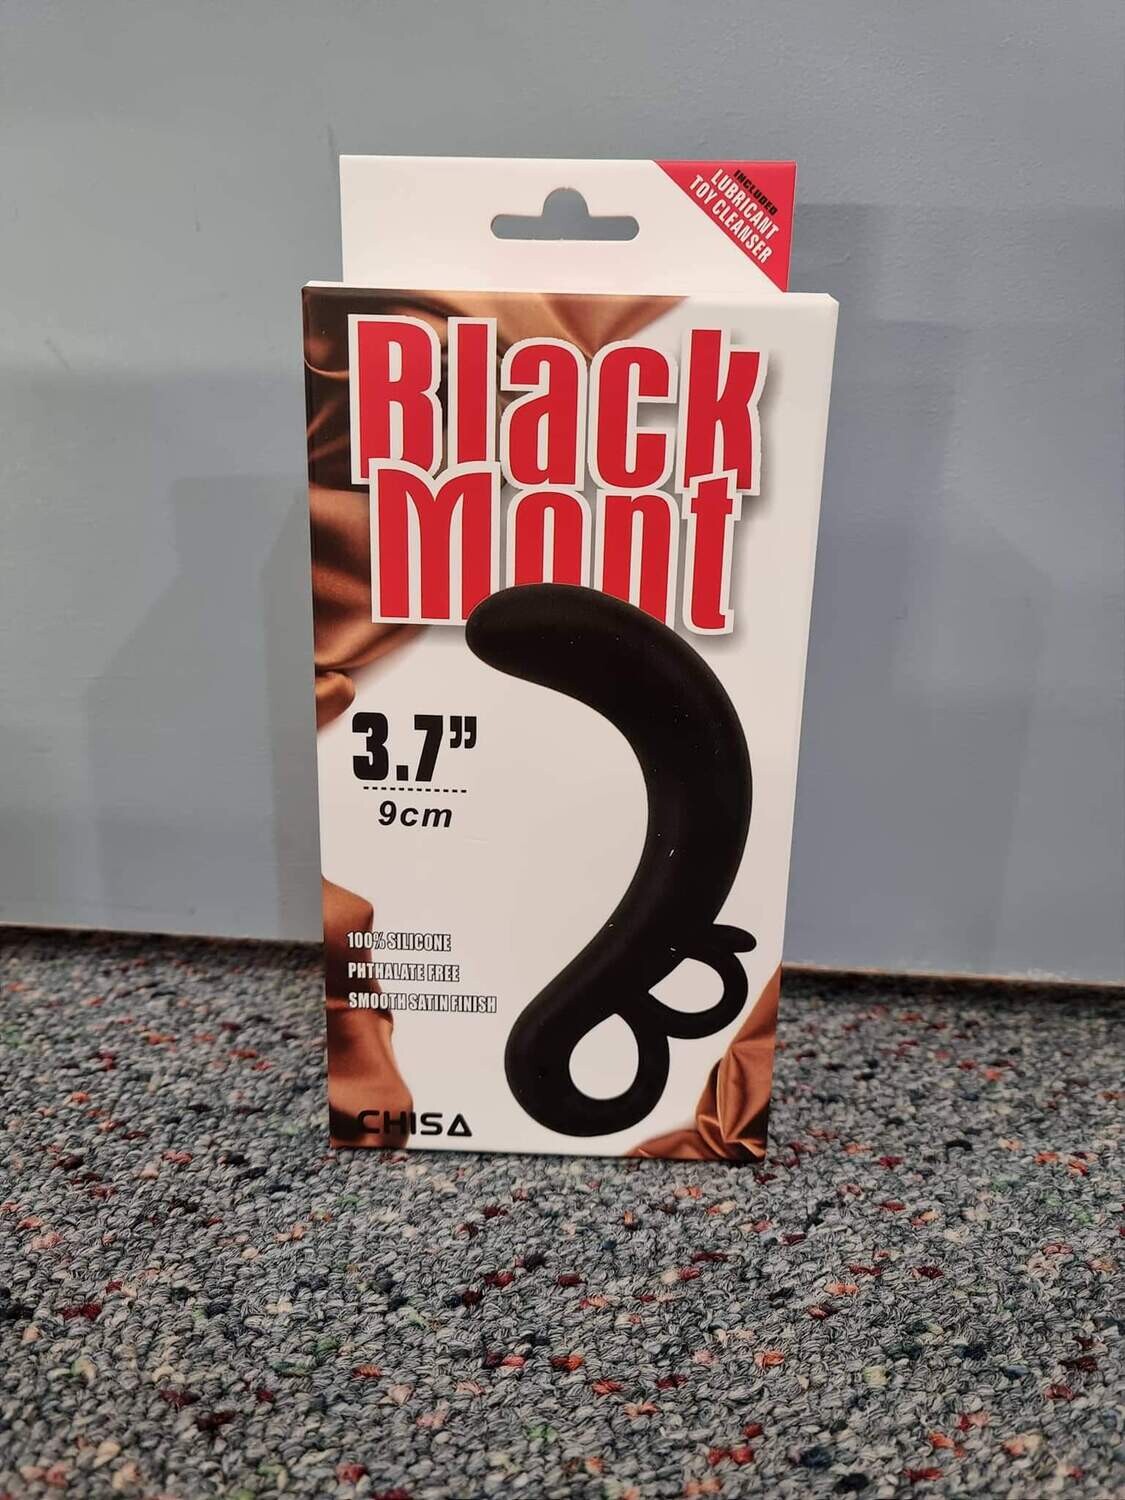 INCLUDED
LUBRICANT
TOY CLEANSER
Black
Mont
3.7”
9cm
100% SILICONE
PHTHALATE FREE
SMOOTH SATIN FINISH
CHISA